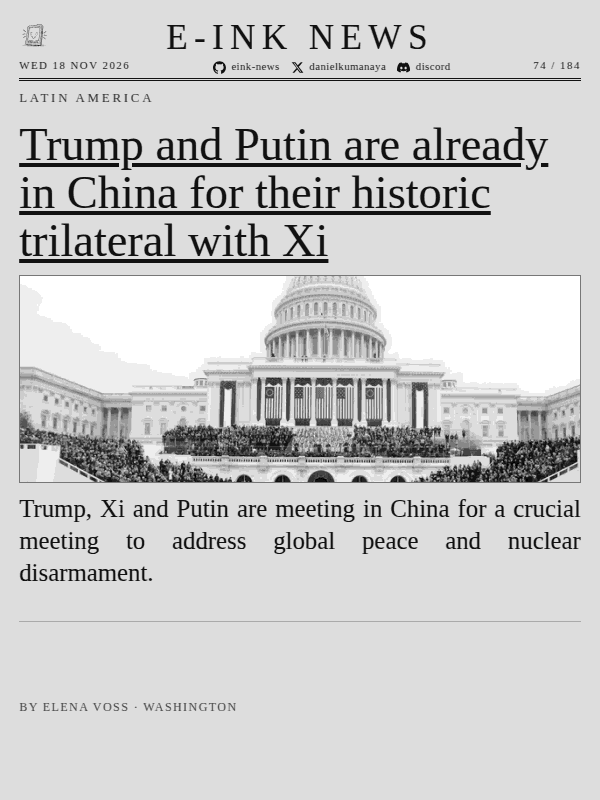 E-INK NEWS
WED 18 NOV 2026
eink-news danielkumanaya discord
74 / 184
LATIN AMERICA
Trump and Putin are already
in China for their historic
trilateral with Xi
Trump, Xi and Putin are meeting in China for a crucial
meeting to address global peace and nuclear
disarmament.
BY ELENA VOSS · WASHINGTON